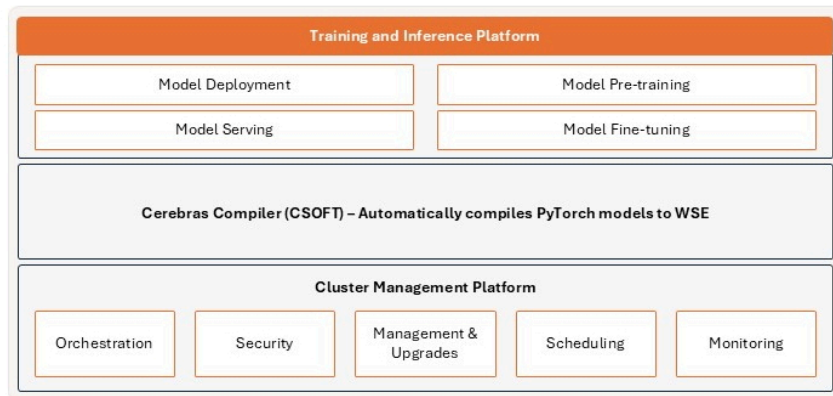 Training and Inference Platform
Model Deployment
Model Pre-training
Model Serving
Model Fine-tuning
Cerebras Compiler (CSOFT) – Automatically compiles PyTorch models to WSE
Cluster Management Platform
Orchestration
Security
Management &
Upgrades
Scheduling
Monitoring